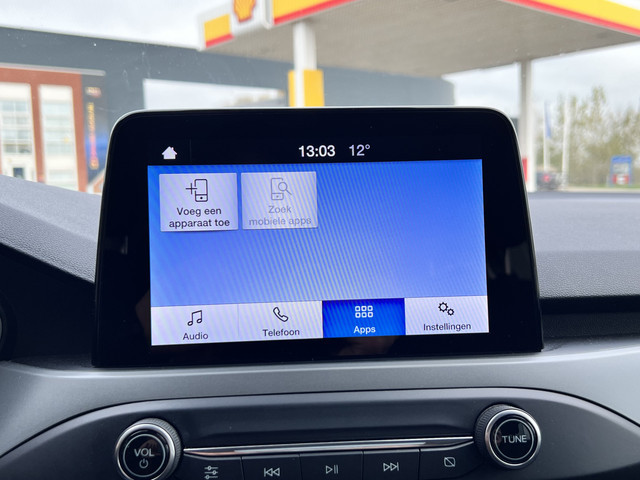 13:03 12°
Voeg een
apparaat toe
Zoek
mobiele apps
Audio
Telefoon
Apps
Instellingen
VOL
TUNE